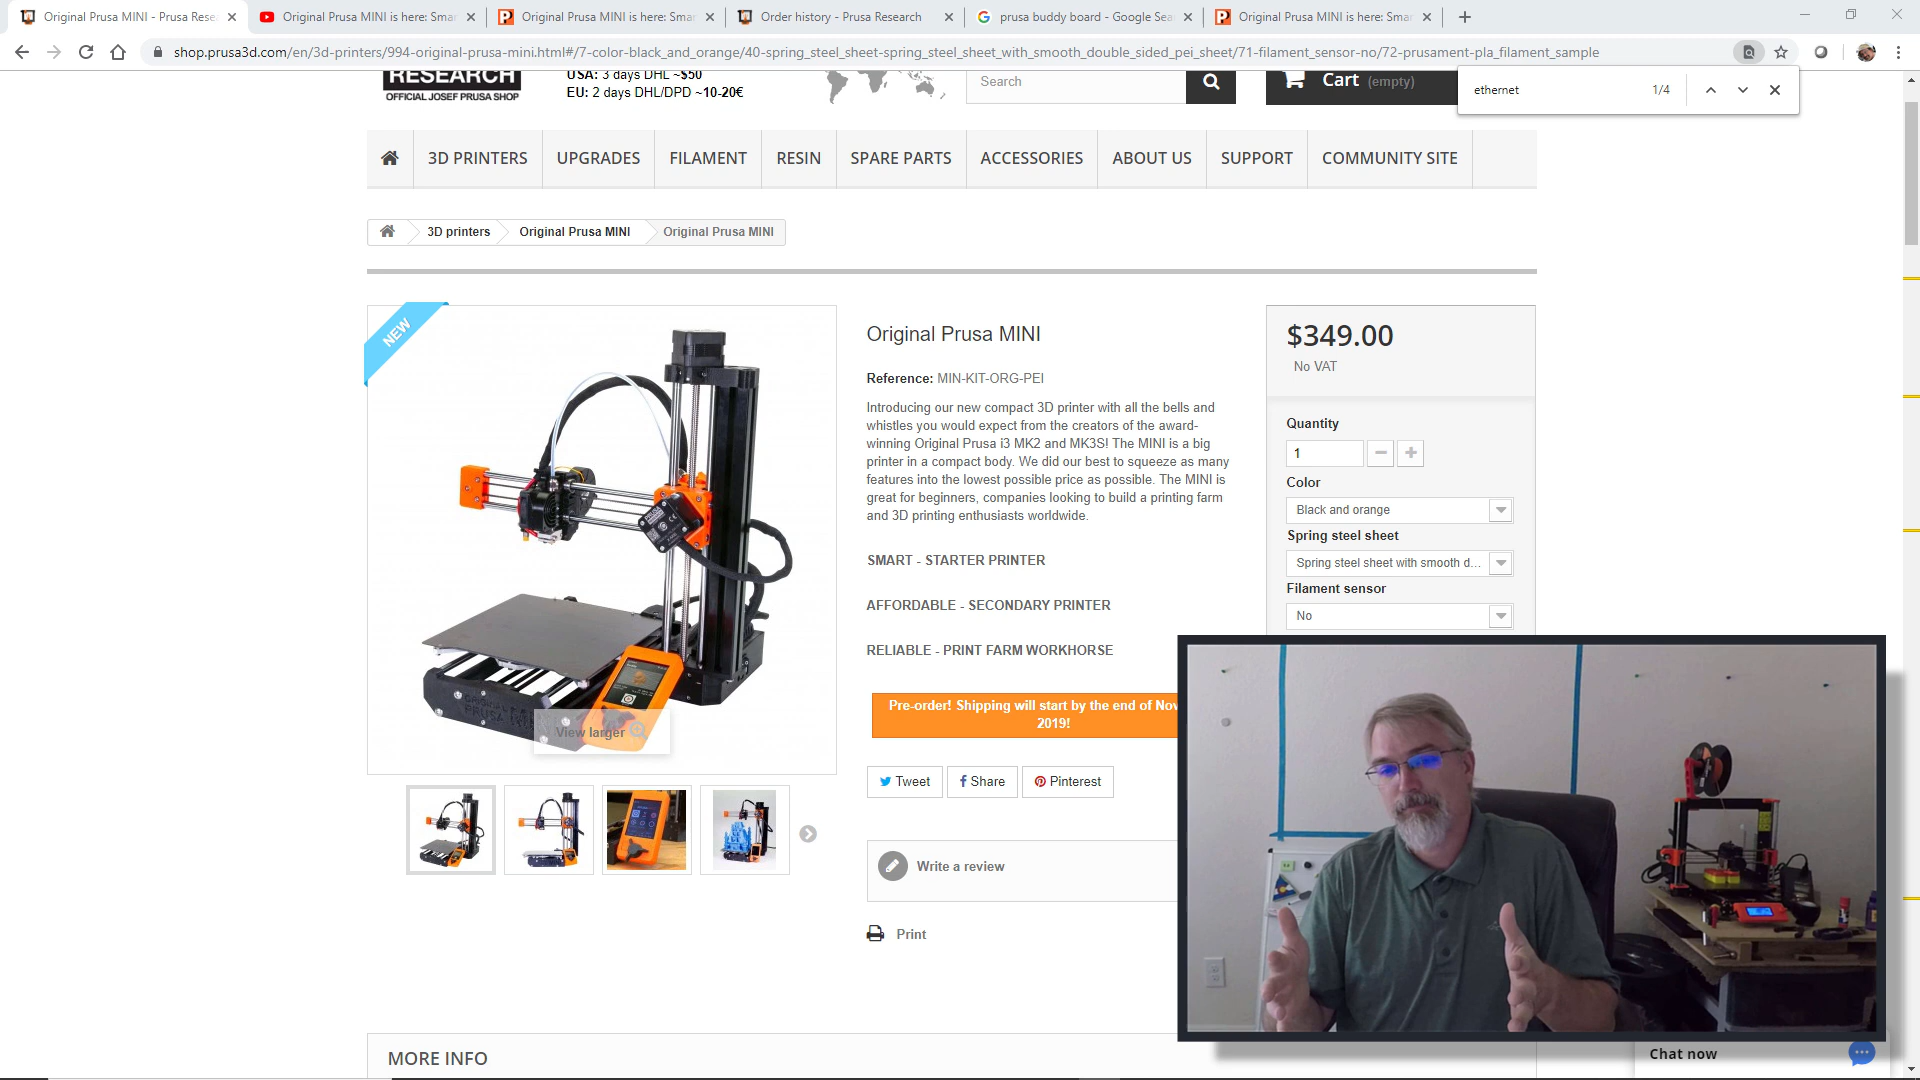 Original Prusa MINI - Prusa Rese
Original Prusa MINI is here: Smar
Original Prusa MINI is here: Smar
Order history - Prusa Research
prusa buddy board - Google Sea
Original Prusa MINI is here: Smar
shop.prusa3d.com/en/3d-printers/994-original-prusa-mini.html#/7-color-black_and_orange/40-spring_steel_sheet-spring_steel_sheet_with_smooth_double_sided_pei_sheet/71-filament_sensor-no/72-prusament-pla_filament_sample
ethernet
1/4
RESEARCH
OFFICIAL JOSEF PRUSA SHOP
USA: 3 days DHL ~$50
EU: 2 days DHL/DPD ~10-20€
Search
Cart (empty)
3D PRINTERS
UPGRADES
FILAMENT
RESIN
SPARE PARTS
ACCESSORIES
ABOUT US
SUPPORT
COMMUNITY SITE
3D printers
Original Prusa MINI
Original Prusa MINI
NEW
View larger
Original Prusa MINI
Reference: MIN-KIT-ORG-PEI
Introducing our new compact 3D printer with all the bells and
whistles you would expect from the creators of the award-
winning Original Prusa i3 MK2 and MK3S! The MINI is a big
printer in a compact body. We did our best to squeeze as many
features into the lowest possible price as possible. The MINI is
great for beginners, companies looking to build a printing farm
and 3D printing enthusiasts worldwide.
SMART - STARTER PRINTER
AFFORDABLE - SECONDARY PRINTER
RELIABLE - PRINT FARM WORKHORSE
Pre-order! Shipping will start by the end of Nov
2019!
Tweet
Share
Pinterest
Write a review
Print
$349.00
No VAT
Quantity
1
Color
Black and orange
Spring steel sheet
Spring steel sheet with smooth d...
Filament sensor
No
MORE INFO
Chat now